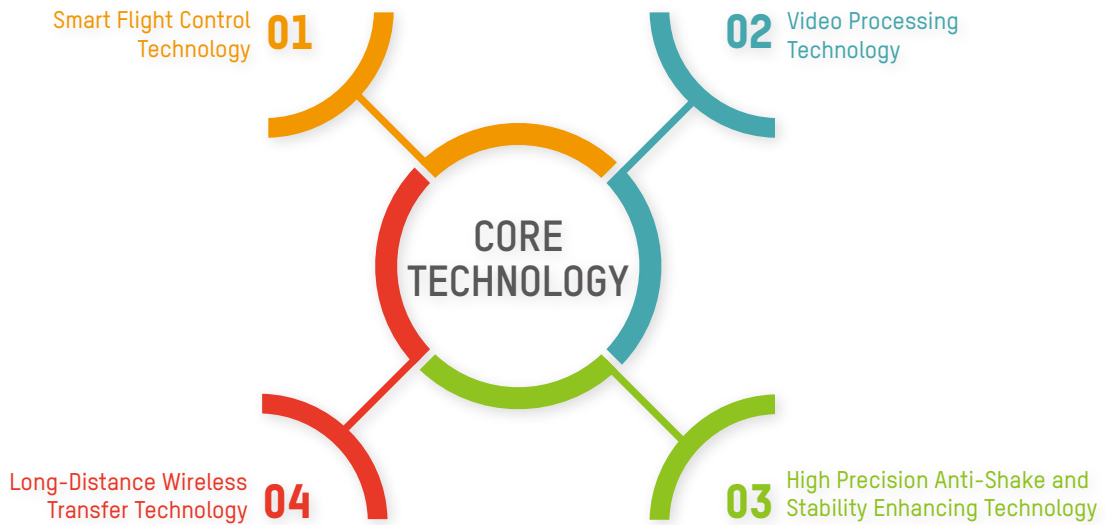 Smart Flight Control
Technology
01
02
Video Processing
Technology
CORE
TECHNOLOGY
Long-Distance Wireless
Transfer Technology
04
03
High Precision Anti-Shake and
Stability Enhancing Technology